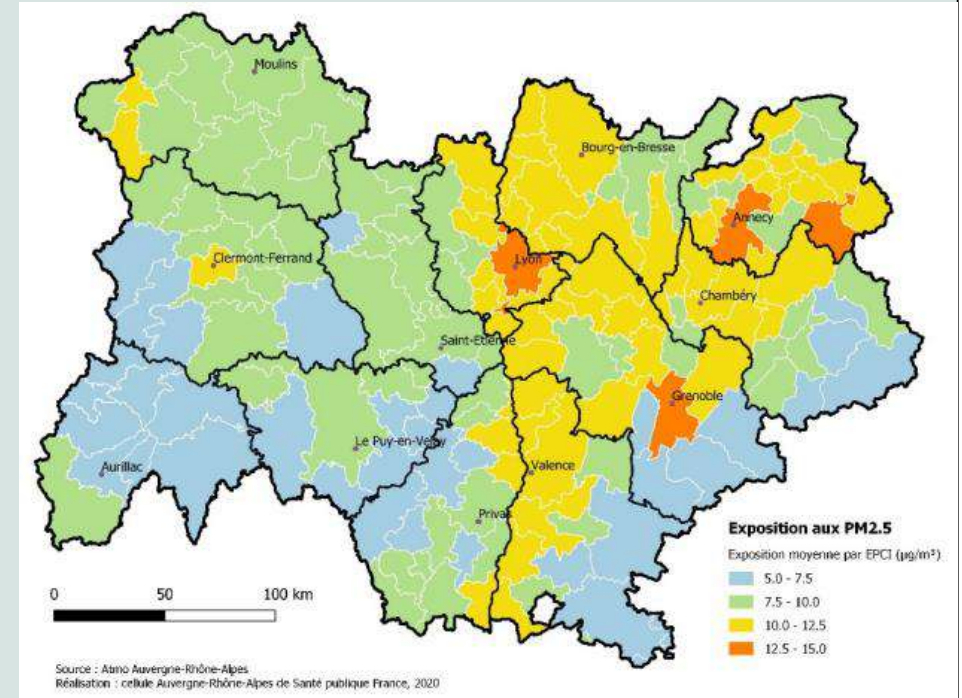 Moulins
Bourg-en-Bresse
Annecy
Clermont-Ferrand
Lyon
Chambéry
Saint-Etienne
Grenoble
Le Puy-en-Velay
Aurillac
Valence
Privas
Exposition aux PM2.5
Exposition moyenne par EPCI (µg/m³)
5.0 - 7.5
7.5 - 10.0
10.0 - 12.5
12.5 - 15.0
0 50 100 km
Source : Atmo Auvergne-Rhône-Alpes
Réalisation : cellule Auvergne-Rhône-Alpes de Santé publique France, 2020